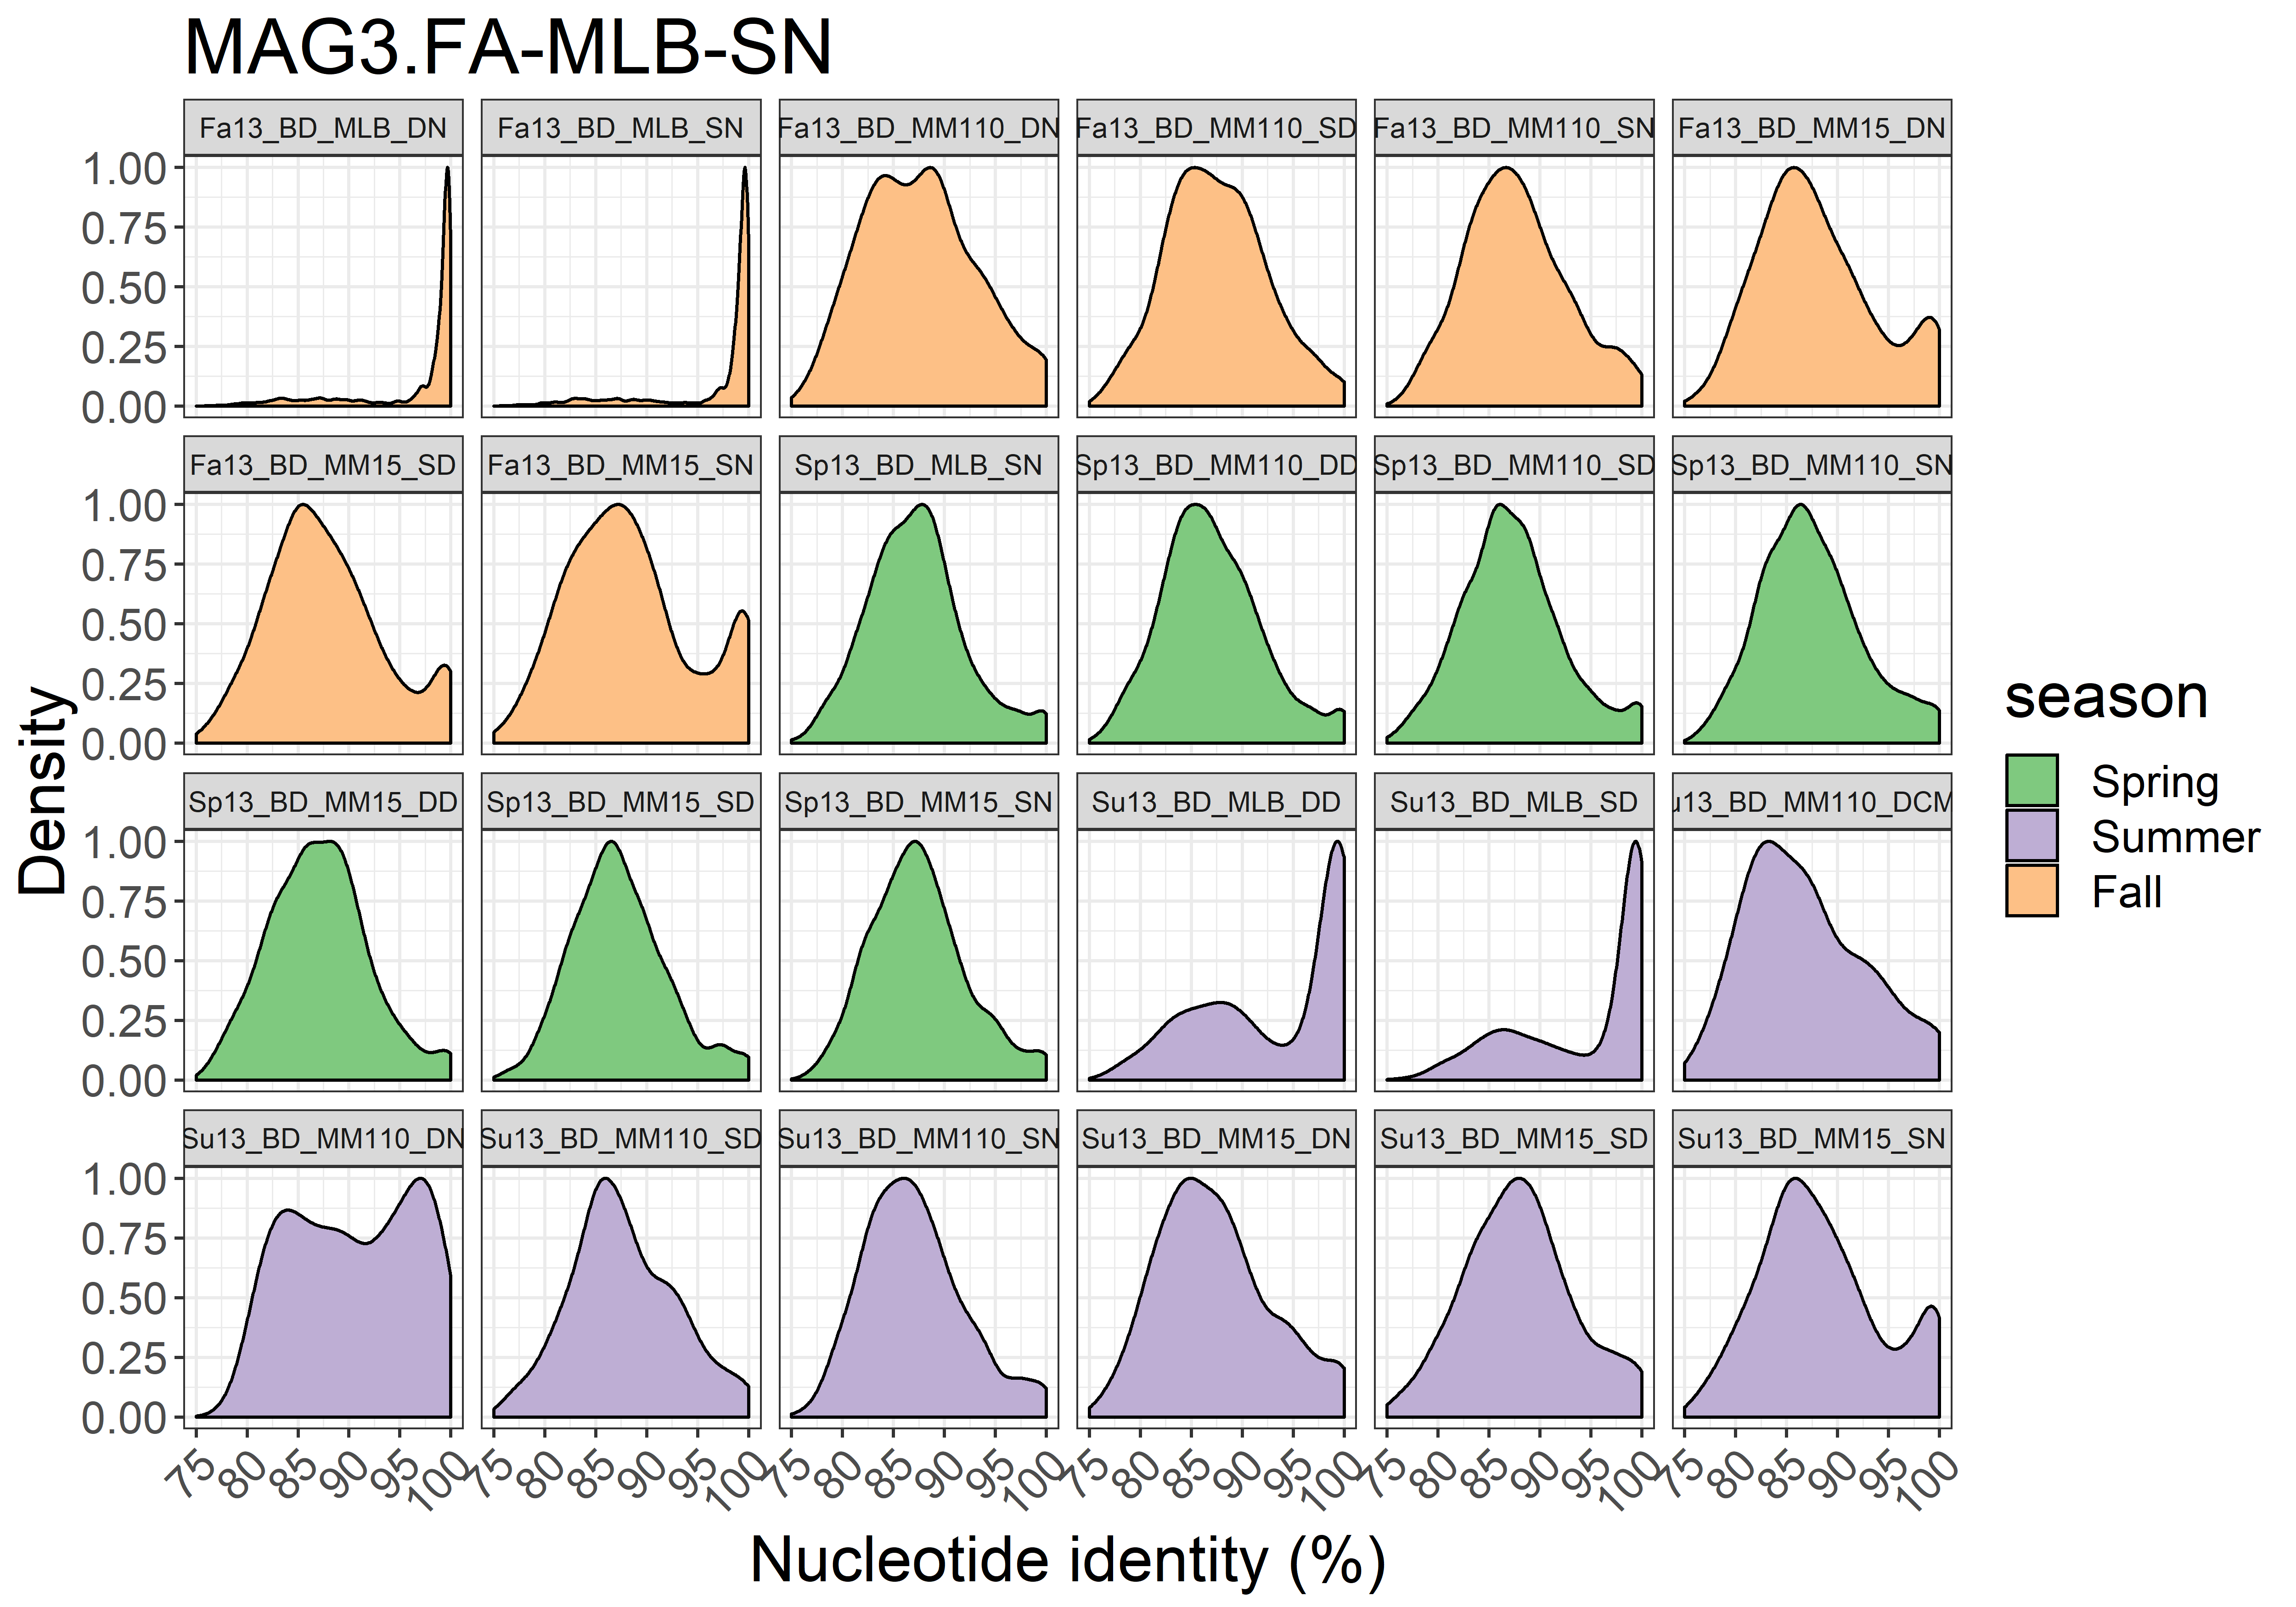 MAG3.FA-MLB-SN
Fa13_BD_MLB_DN Fa13_BD_MLB_SN Fa13_BD_MM110_DN Fa13_BD_MM110_SD Fa13_BD_MM110_SN Fa13_BD_MM15_DN
1.00
0.75
0.50
0.25
0.00
Fa13_BD_MM15_SD Fa13_BD_MM15_SN Sp13_BD_MLB_SN Sp13_BD_MM110_DD Sp13_BD_MM110_SD Sp13_BD_MM110_SN
1.00
0.75
0.50
0.25
0.00
Sp13_BD_MM15_DD Sp13_BD_MM15_SD Sp13_BD_MM15_SN Su13_BD_MLB_DD Su13_BD_MLB_SD u13_BD_MM110_DCM
1.00
0.75
0.50
0.25
0.00
Su13_BD_MM110_DN Su13_BD_MM110_SD Su13_BD_MM110_SN Su13_BD_MM15_DN Su13_BD_MM15_SD Su13_BD_MM15_SN
1.00
0.75
0.50
0.25
0.00
75 80 85 90 95 100 75 80 85 90 95 100 75 80 85 90 95 100 75 80 85 90 95 100 75 80 85 90 95 100 75 80 85 90 95 100
Nucleotide identity (%)
Density
season
Spring
Summer
Fall